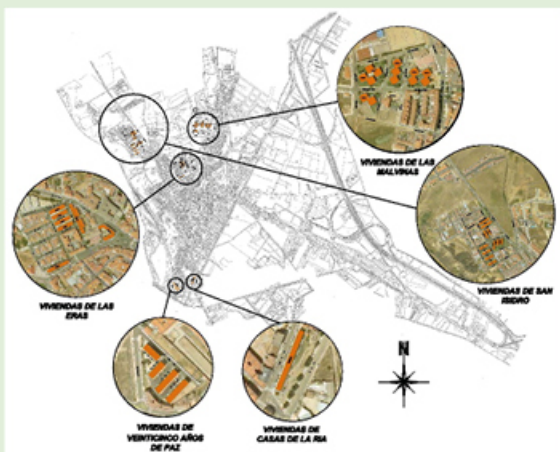 VIVIENDAS DE LAS
MALVINAS
VIVIENDAS DE SAN
ISIDRO
VIVIENDAS DE LAS
ERAS
VIVIENDAS DE
VEINTICINCO AÑOS
DE PAZ
VIVIENDAS DE
CASAS DE LA RIA
N